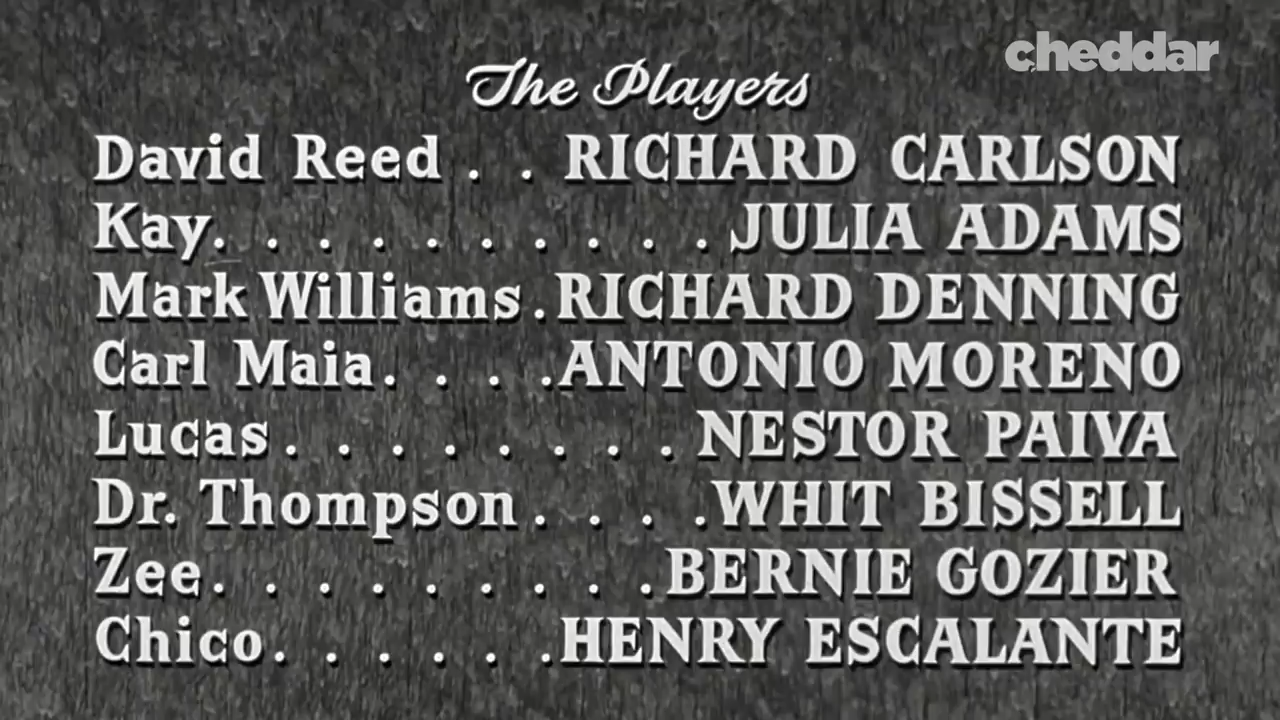 cheddar
The Players
David Reed . . RICHARD CARLSON
Kay. . . . . . . . . . JULIA ADAMS
Mark Williams . RICHARD DENNING
Carl Maia. . . . ANTONIO MORENO
Lucas . . . . . . . . NESTOR PAIVA
Dr. Thompson . . . . WHIT BISSELL
Zee. . . . . . . . . BERNIE GOZIER
Chico. . . . . . HENRY ESCALANTE